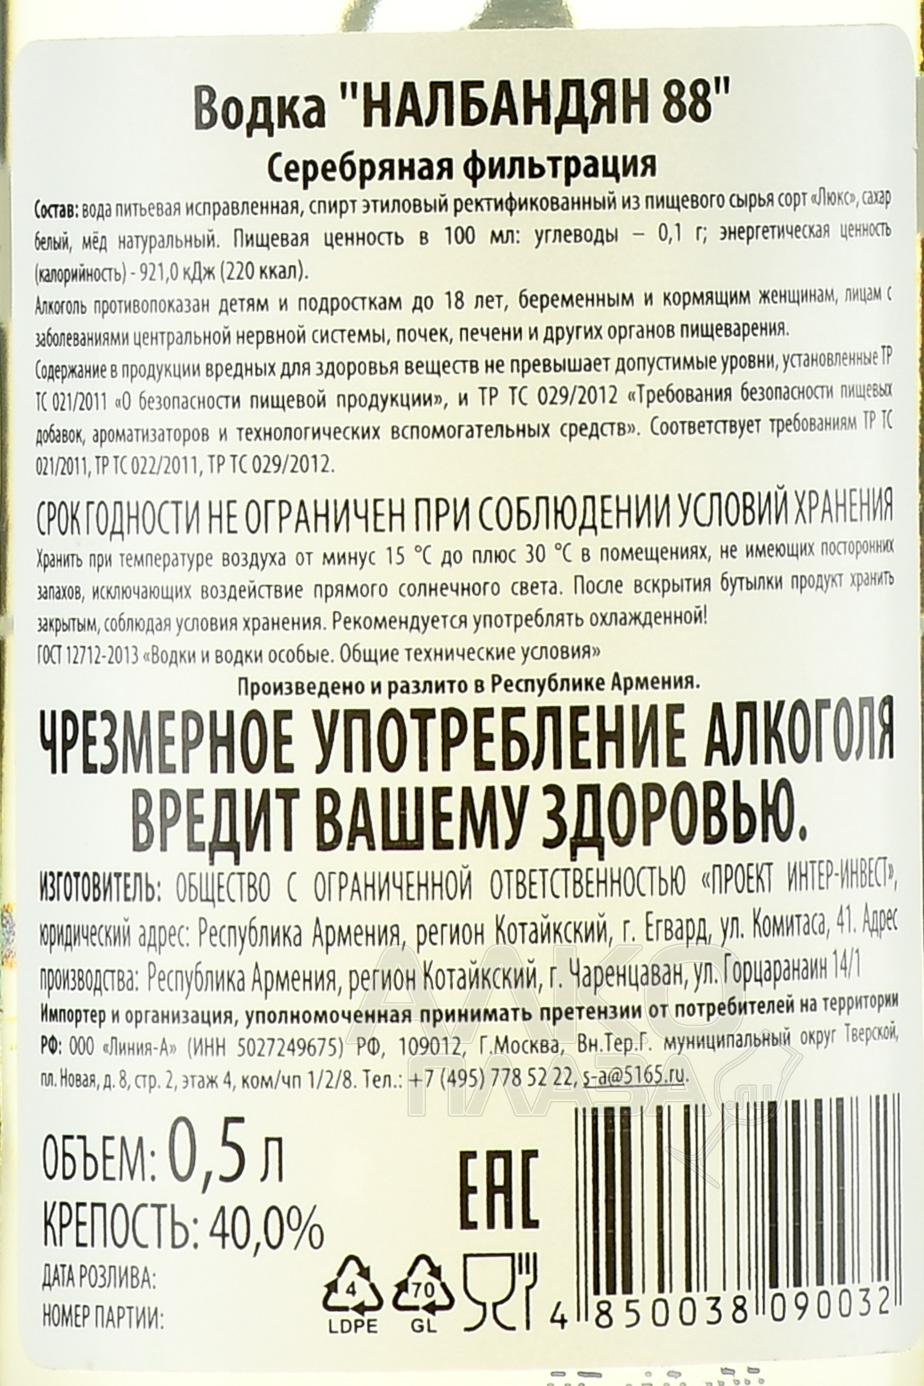 Водка "НАЛБАНДЯН 88"
Серебряная фильтрация
Состав: вода питьевая исправленная, спирт этиловый ректификованный из пищевого сырья сорт «Люкс», сахар
белый, мёд натуральный. Пищевая ценность в 100 мл: углеводы – 0,1 г; энергетическая ценность
(калорийность) - 921,0 кДж (220 ккал).
Алкоголь противопоказан детям и подросткам до 18 лет, беременным и кормящим женщинам, лицам с
заболеваниями центральной нервной системы, почек, печени и других органов пищеварения.
Содержание в продукции вредных для здоровья веществ не превышает допустимые уровни, установленные ТР
ТС 021/2011 «О безопасности пищевой продукции», и ТР ТС 029/2012 «Требования безопасности пищевых
добавок, ароматизаторов и технологических вспомогательных средств». Соответствует требованиям ТР ТС
021/2011, ТР ТС 022/2011, ТР ТС 029/2012.
СРОК ГОДНОСТИ НЕ ОГРАНИЧЕН ПРИ СОБЛЮДЕНИИ УСЛОВИЙ ХРАНЕНИЯ
Хранить при температуре воздуха от минус 15 °С до плюс 30 °С в помещениях, не имеющих посторонних
запахов, исключающих воздействие прямого солнечного света. После вскрытия бутылки продукт хранить
закрытым, соблюдая условия хранения. Рекомендуется употреблять охлажденной!
ГОСТ 12712-2013 «Водки и водки особые. Общие технические условия»
Произведено и разлито в Республике Армения.
ЧРЕЗМЕРНОЕ УПОТРЕБЛЕНИЕ АЛКОГОЛЯ
ВРЕДИТ ВАШЕМУ ЗДОРОВЬЮ.
ИЗГОТОВИТЕЛЬ: ОБЩЕСТВО С ОГРАНИЧЕННОЙ ОТВЕТСТВЕННОСТЬЮ «ПРОЕКТ ИНТЕР-ИНВЕСТ»,
юридический адрес: Республика Армения, регион Котайкский, г. Егвард, ул. Комитаса, 41. Адрес
производства: Республика Армения, регион Котайкский, г. Чаренцаван, ул. Горцаранаин 14/1
Импортер и организация, уполномоченная принимать претензии от потребителей на территории
РФ: ООО «Линия-А» (ИНН 5027249675) РФ, 109012, Г.Москва, Вн.Тер.Г. муниципальный округ Тверской,
пл. Новая, д. 8, стр. 2, этаж 4, ком/чп 1/2/8. Тел.: +7 (495) 778 52 22, s-a@5165.ru.
АЛКО
ПЛАЗА.ru
ОБЪЕМ: 0,5 л
КРЕПОСТЬ: 40,0%
ДАТА РОЗЛИВА:
НОМЕР ПАРТИИ:
EAC
4
LDPE
70
GL
4 850038 090032